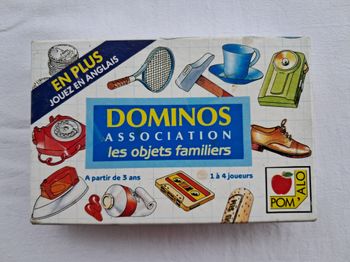 EN PLUS
JOUEZ EN ANGLAIS
DOMINOS
ASSOCIATION
les objets familiers
A partir de 3 ans
1 à 4 joueurs
POM'ALO